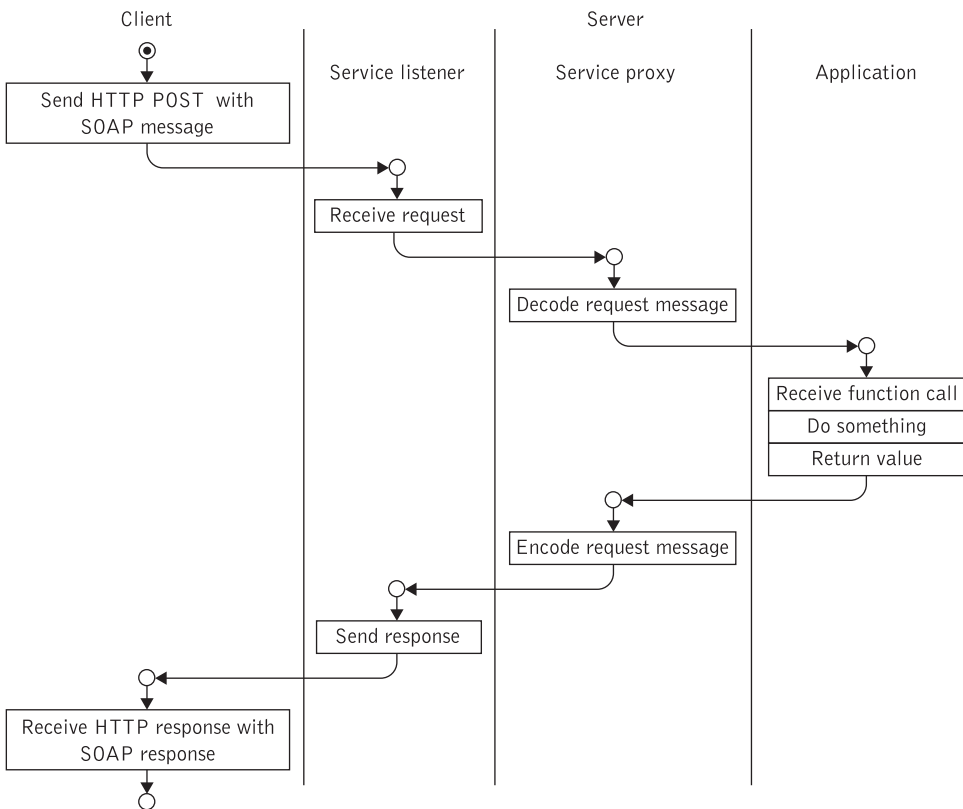 Client
Server
Service listener
Service proxy
Application
Send HTTP POST with
SOAP message
Receive request
Decode request message
Receive function call
Do something
Return value
Encode request message
Send response
Receive HTTP response with
SOAP response